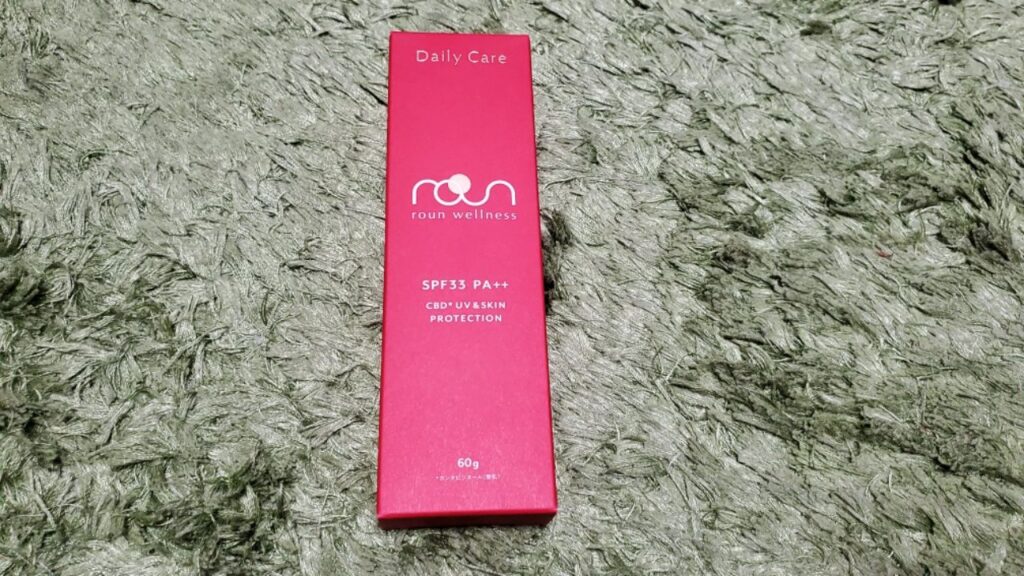 Daily Care
roun
roun wellness
SPF33 PA++
CBD* UV&SKIN
PROTECTION
60g